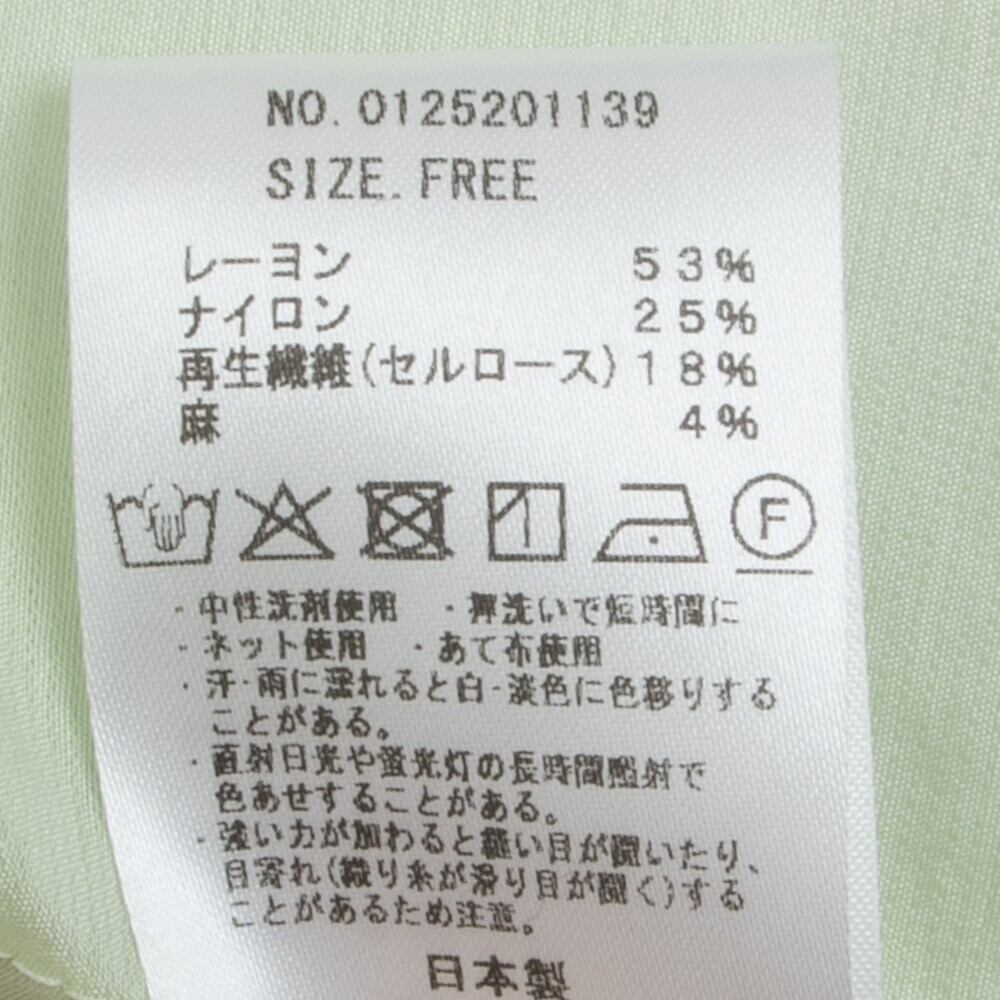 NO. 0125201139
SIZE. FREE
レーヨン 53%
ナイロン 25%
再生繊維(セルロース)18%
麻 4%
F
・中性洗剤使用 ・押洗いで短時間に
・ネット使用 ・あて布使用
・汗・雨に濡れると白・淡色に色移りする
ことがある。
・直射日光や蛍光灯の長時間照射で
色あせすることがある。
・強い力が加わると縫い目が開いたり、
目寄れ(織り糸が滑り目が開く)する
ことがあるため注意。
日本製